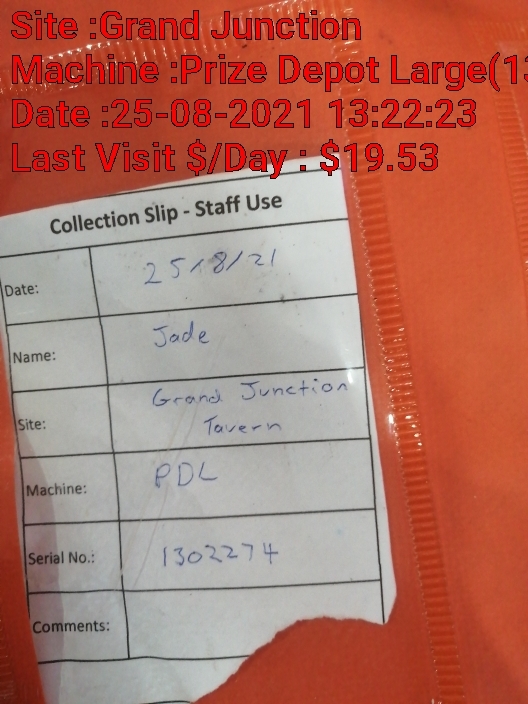 Site :Grand Junction
Machine :Prize Depot Large(13
Date :25-08-2021 13:22:23
Last Visit $/Day : $19.53
Collection Slip - Staff Use
Date: 25/8/21
Name: Jade
Site: Grand Junction
Tavern
Machine: PDL
Serial No.: 1302274
Comments: